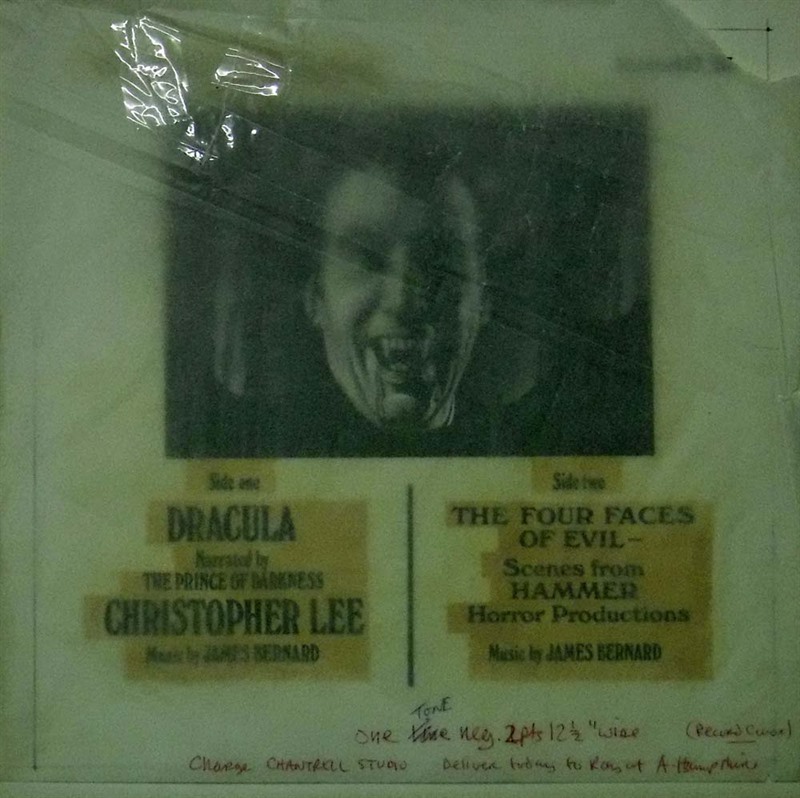 Side one
DRACULA
Narrated by
THE PRINCE OF DARKNESS
CHRISTOPHER LEE
Music by JAMES BERNARD
Side two
THE FOUR FACES
OF EVIL—
Scenes from
HAMMER
Horror Productions
Music by JAMES BERNARD
TONE
One line neg. 2pts 12½" wide (Record Cover)
Charge CHANTRELL STUDIO Deliver today to Ray at A.